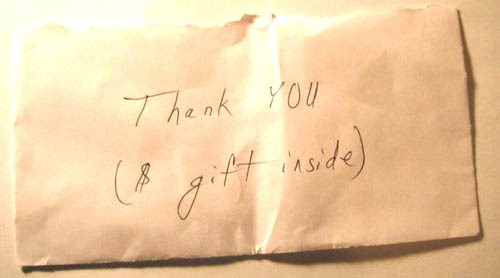 Thank YOU
($ gift inside)